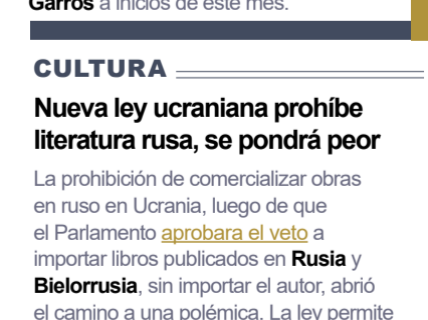 Garros a inicios de este mes.
CULTURA
Nueva ley ucraniana prohíbe
literatura rusa, se pondrá peor
La prohibición de comercializar obras
en ruso en Ucrania, luego de que
el Parlamento aprobara el veto a
importar libros publicados en Rusia y
Bielorrusia, sin importar el autor, abrió
el camino a una polémica. La ley permite